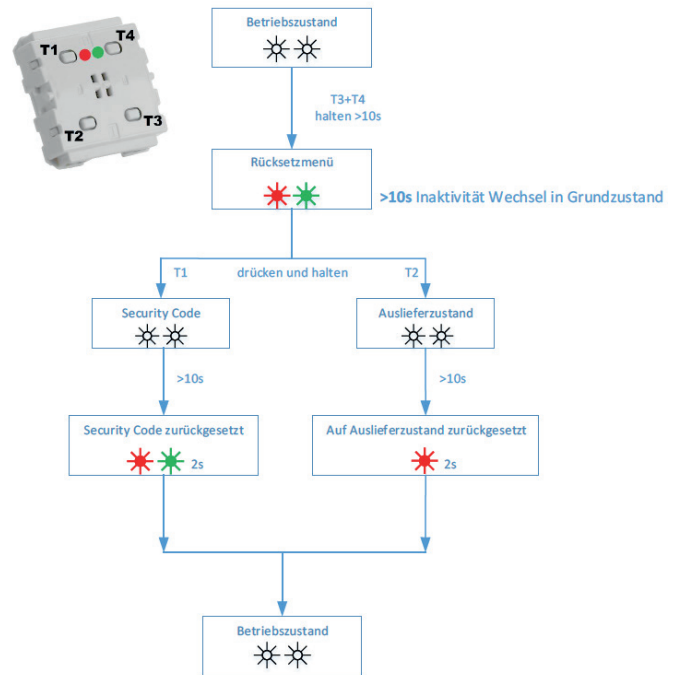 T1
T4
T2
T3
Betriebszustand
T3+T4
halten >10s
Rücksetzmenü
>10s Inaktivität Wechsel in Grundzustand
T1
drücken und halten
T2
Security Code
Auslieferzustand
>10s
>10s
Security Code zurückgesetzt
2s
Auf Auslieferzustand zurückgesetzt
2s
Betriebszustand